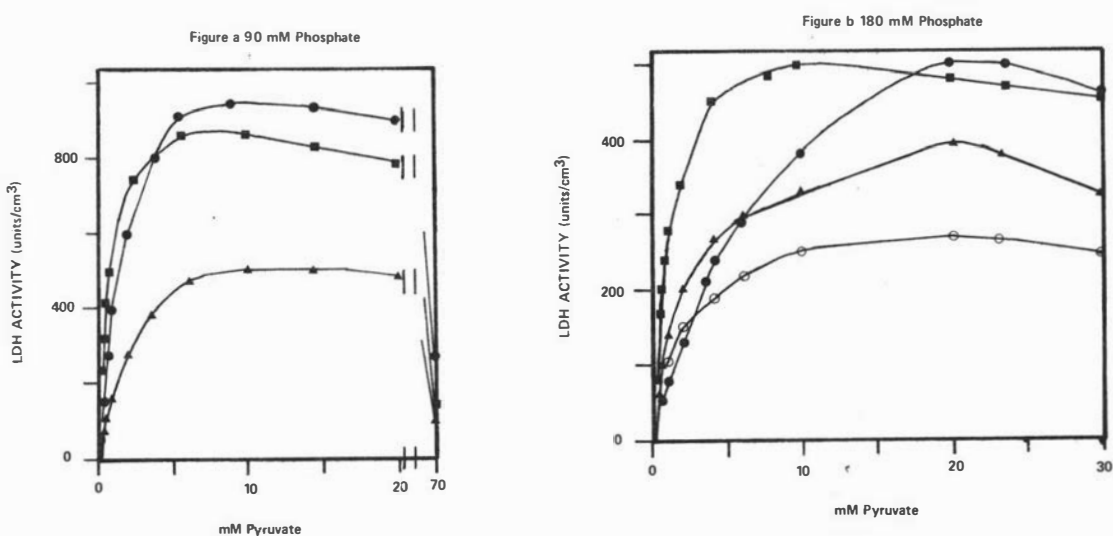 Figure a 90 mM Phosphate
LDH ACTIVITY (units/cm³)
800
400
0
0
10
20
70
mM Pyruvate
Figure b 180 mM Phosphate
LDH ACTIVITY (units/cm³)
400
200
0
0
10
20
30
mM Pyruvate